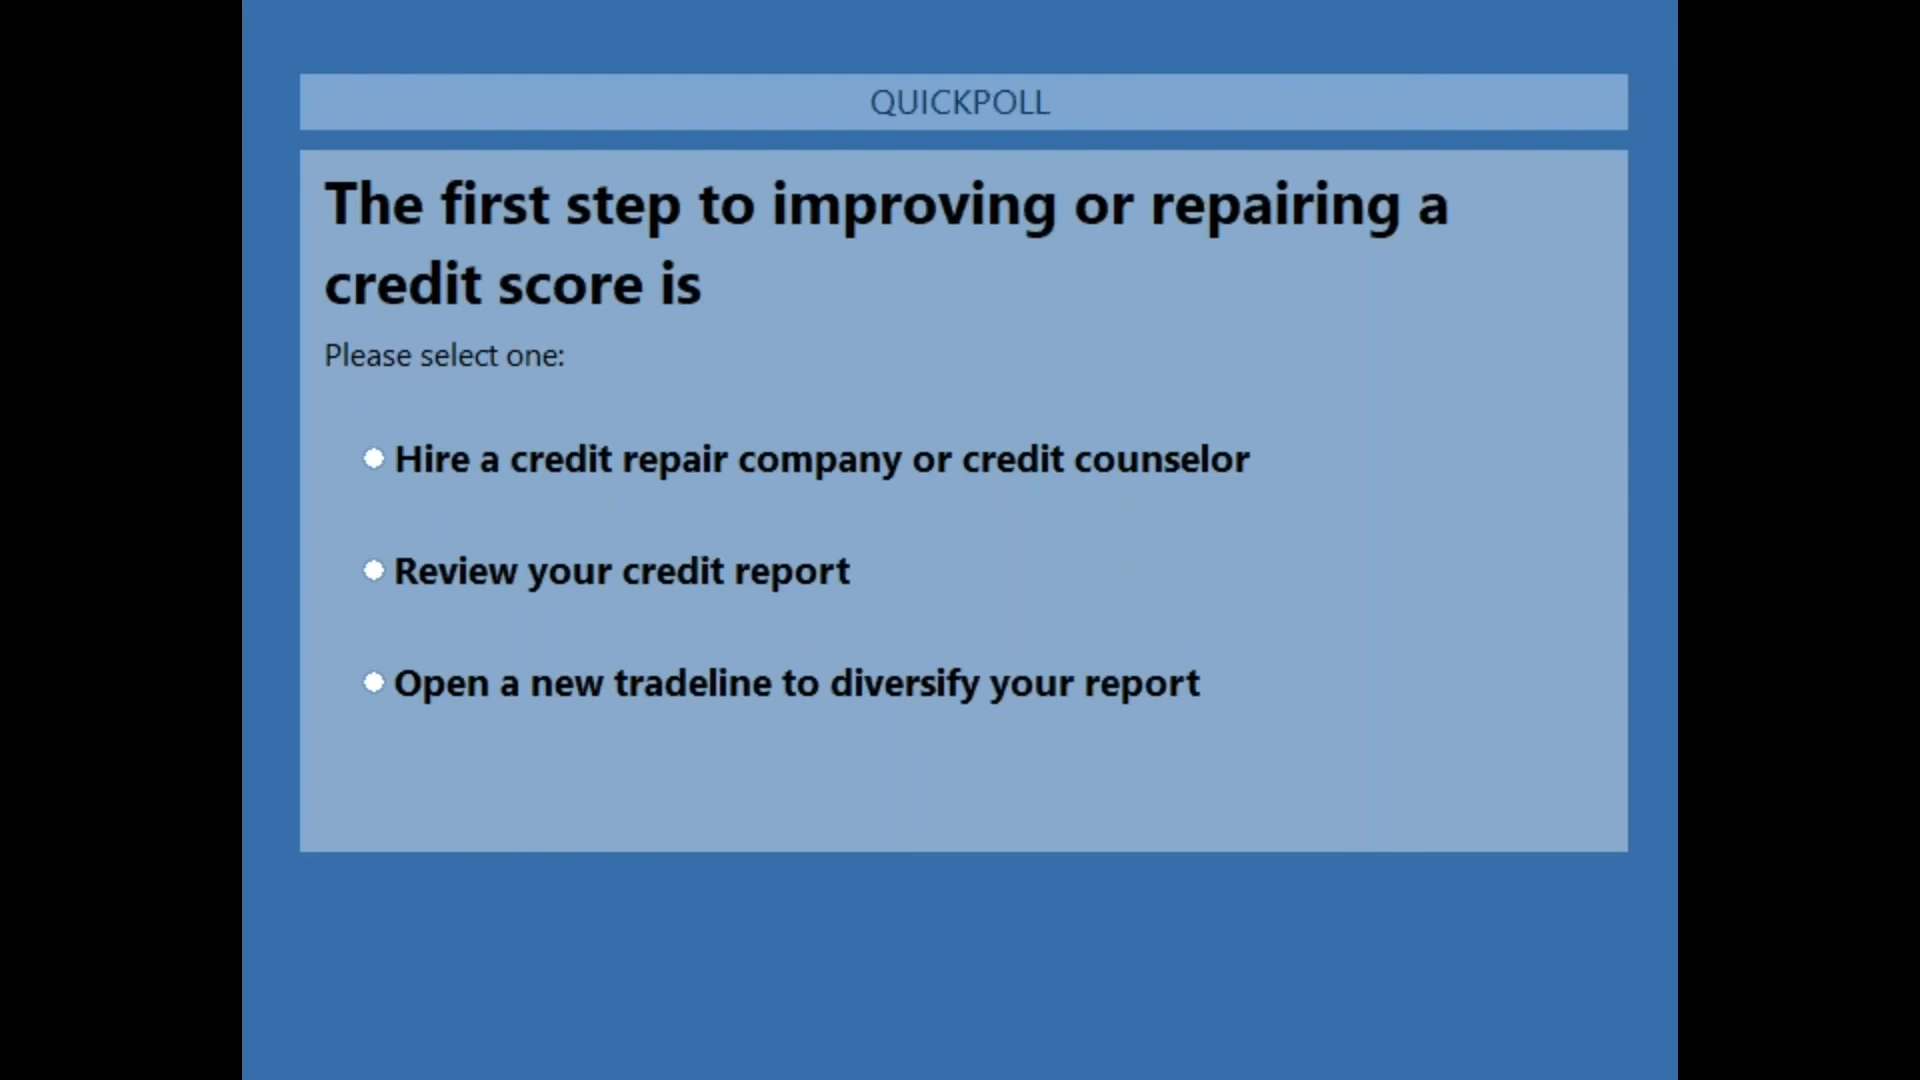 QUICKPOLL
The first step to improving or repairing a
credit score is
Please select one:
Hire a credit repair company or credit counselor
Review your credit report
Open a new tradeline to diversify your report